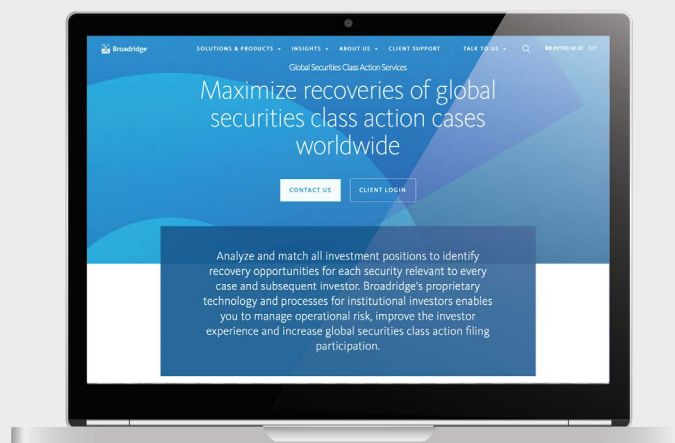 Broadridge
SOLUTIONS & PRODUCTS
INSIGHTS
ABOUT US
CLIENT SUPPORT
TALK TO US
Global Securities Class Action Services
Maximize recoveries of global
securities class action cases
worldwide
CONTACT US
CLIENT LOGIN
Analyze and match all investment positions to identify
recovery opportunities for each security relevant to every
case and subsequent investor. Broadridge's proprietary
technology and processes for institutional investors enables
you to manage operational risk, improve the investor
experience and increase global securities class action filing
participation.